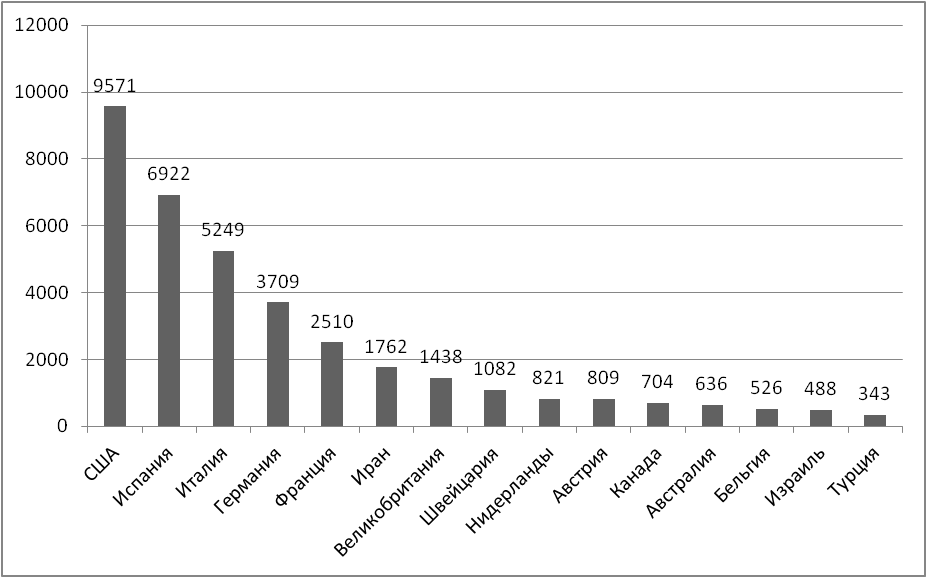 12000
10000
8000
6000
4000
2000
0
9571
6922
5249
3709
2510
1762
1438
1082
821
809
704
636
526
488
343
США
Испания
Италия
Германия
Франция
Иран
Великобритания
Швейцария
Нидерланды
Австрия
Канада
Австралия
Бельгия
Израиль
Турция